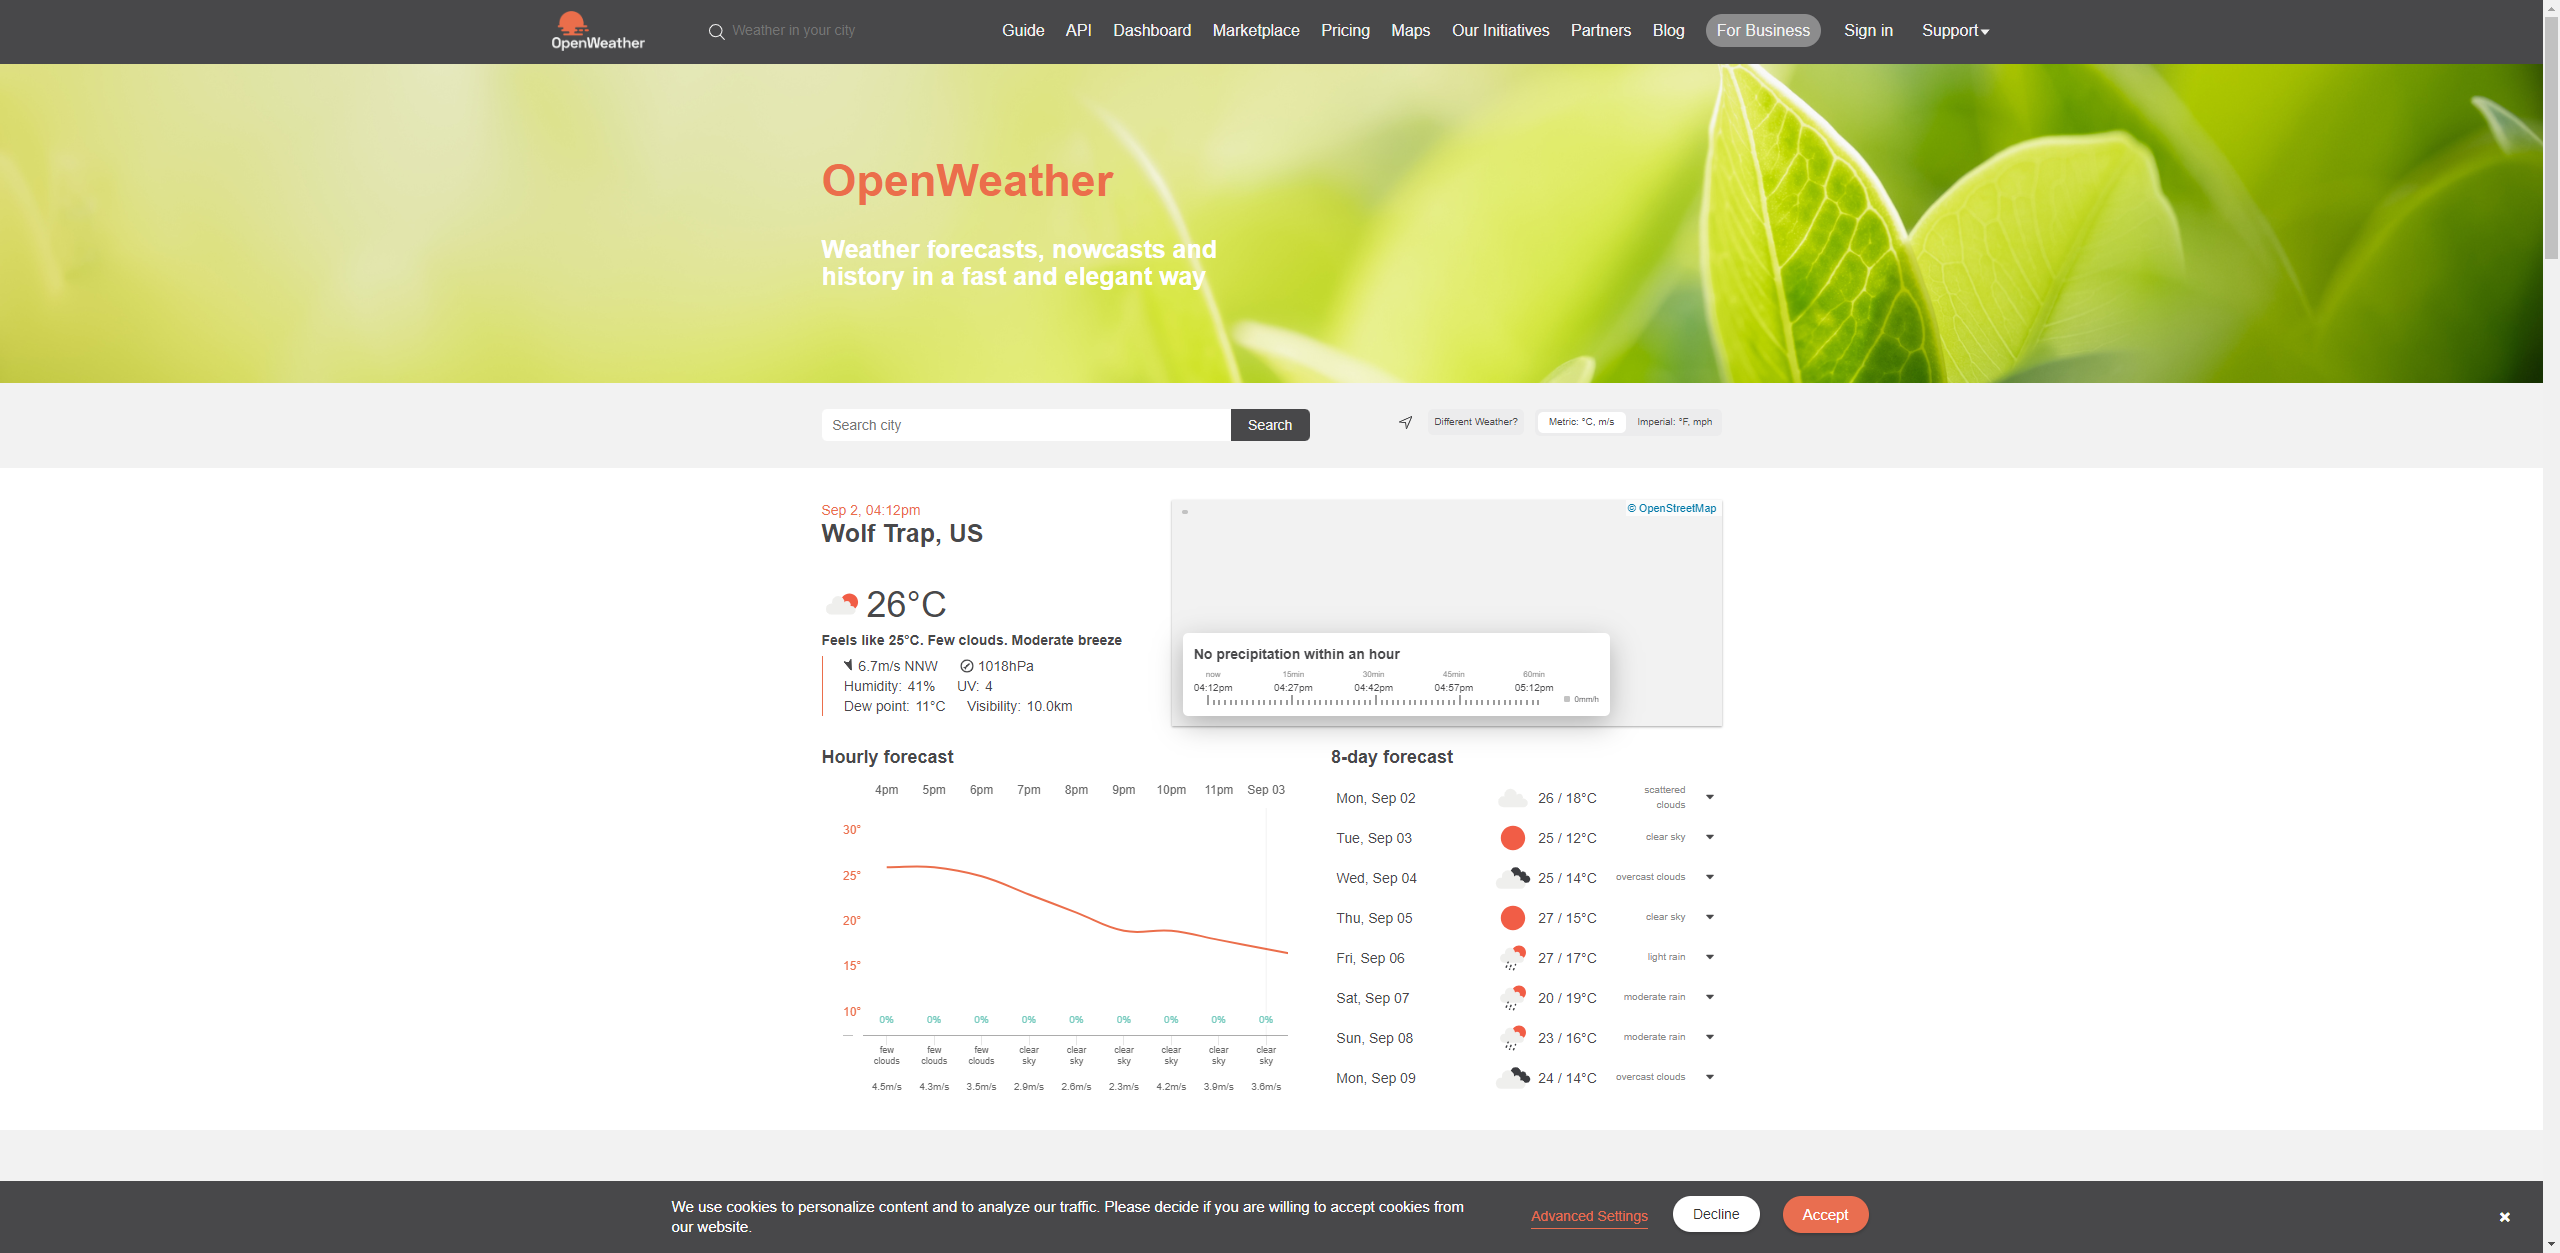 OpenWeather
Weather in your city
Guide API Dashboard Marketplace Pricing Maps Our Initiatives Partners Blog For Business Sign in Support
OpenWeather
Weather forecasts, nowcasts and
history in a fast and elegant way
Search city Search
Different Weather? Metric: °C, m/s Imperial: °F, mph
Sep 2, 04:12pm
Wolf Trap, US
26°C
Feels like 25°C. Few clouds. Moderate breeze
6.7m/s NNW 1018hPa
Humidity: 41% UV: 4
Dew point: 11°C Visibility: 10.0km
© OpenStreetMap
No precipitation within an hour
now 15min 30min 45min 60min
04:12pm 04:27pm 04:42pm 04:57pm 05:12pm
0mm/h
Hourly forecast
4pm 5pm 6pm 7pm 8pm 9pm 10pm 11pm Sep 03
30°
25°
20°
15°
10°
0% 0% 0% 0% 0% 0% 0% 0% 0%
few few few clear clear clear clear clear clear
clouds clouds clouds sky sky sky sky sky sky
4.5m/s 4.3m/s 3.5m/s 2.9m/s 2.6m/s 2.3m/s 4.2m/s 3.9m/s 3.6m/s
8-day forecast
Mon, Sep 02 26 / 18°C scattered
clouds
Tue, Sep 03 25 / 12°C clear sky
Wed, Sep 04 25 / 14°C overcast clouds
Thu, Sep 05 27 / 15°C clear sky
Fri, Sep 06 27 / 17°C light rain
Sat, Sep 07 20 / 19°C moderate rain
Sun, Sep 08 23 / 16°C moderate rain
Mon, Sep 09 24 / 14°C overcast clouds
We use cookies to personalize content and to analyze our traffic. Please decide if you are willing to accept cookies from
our website.
Advanced Settings Decline Accept